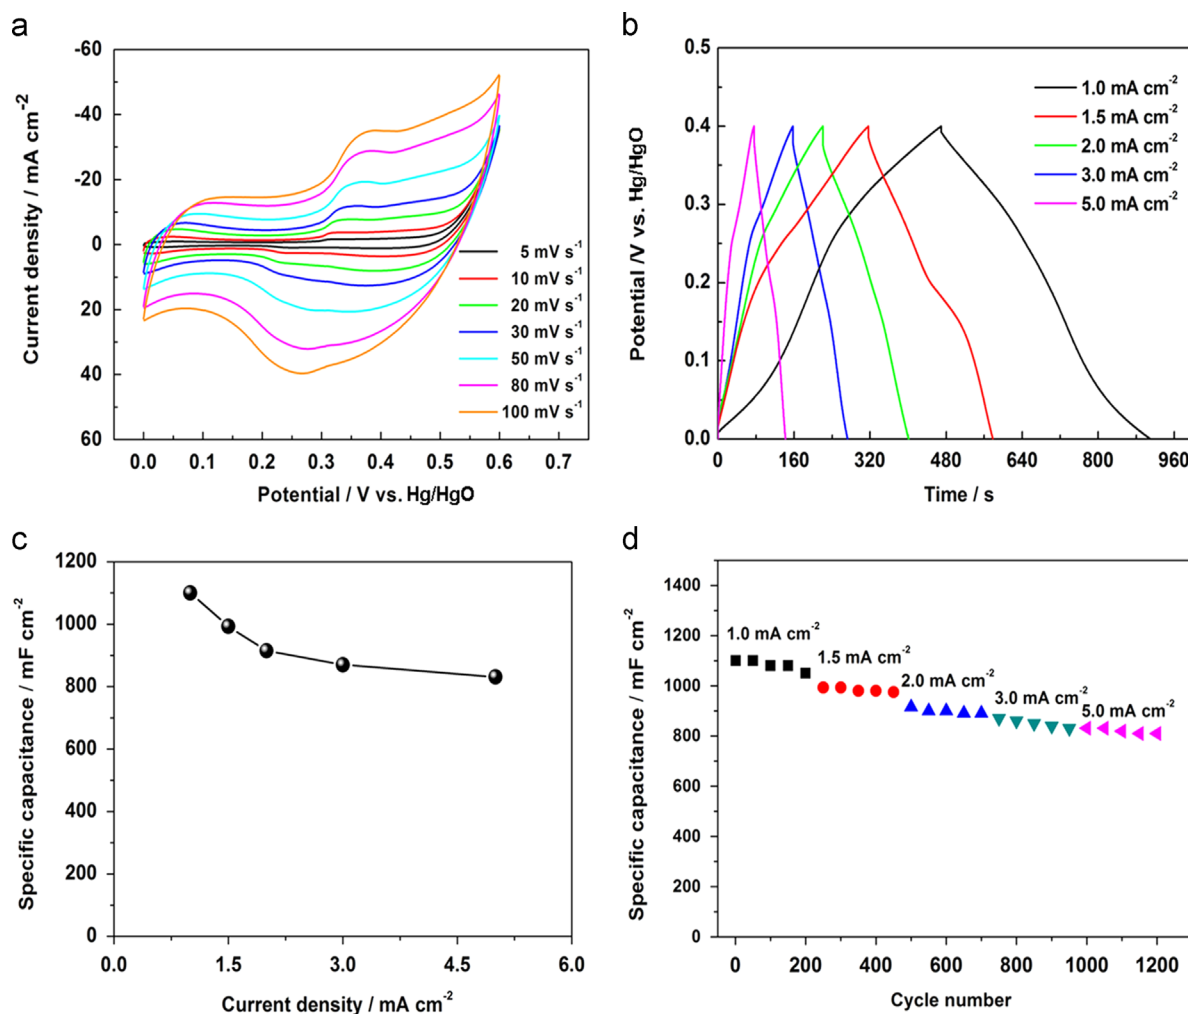 a
-60
-40
-20
0
20
40
60
Current density / mA cm-2
0.0 0.1 0.2 0.3 0.4 0.5 0.6 0.7
Potential / V vs. Hg/HgO
5 mV s-1
10 mV s-1
20 mV s-1
30 mV s-1
50 mV s-1
80 mV s-1
100 mV s-1
b
0.5
0.4
0.3
0.2
0.1
0.0
Potential /V vs. Hg/HgO
0 160 320 480 640 800 960
Time / s
1.0 mA cm-2
1.5 mA cm-2
2.0 mA cm-2
3.0 mA cm-2
5.0 mA cm-2
c
1200
1000
800
600
400
200
0
Specific capacitance / mF cm-2
0.0 1.5 3.0 4.5 6.0
Current density / mA cm-2
d
1400
1200
1000
800
600
400
200
0
Specific capacitance / mF cm-2
1.0 mA cm-2
1.5 mA cm-2
2.0 mA cm-2
3.0 mA cm-2
5.0 mA cm-2
0 200 400 600 800 1000 1200
Cycle number